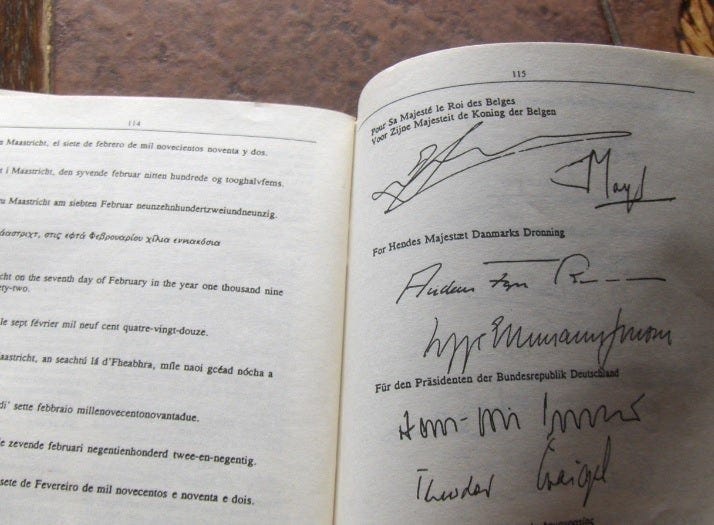 114
n Maastricht, el siete de febrero de mil novecientos noventa y dos.
t i Maastricht, den syvende februar nitten hundrede og tooghalvfems.
u Maastricht am siebten Februar neunzehnhundertzweiundneunzig.
άαστριχτ, στις εφτά Φεβρουαρίου χίλια εννιακόσια
cht on the seventh day of February in the year one thousand nine
ety-two.
le sept février mil neuf cent quatre-vingt-douze.
aastricht, an seachtú lá d'Fheabhra, míle naoi gcéad nócha a
di' sette febbraio millenovecentonovantadue.
e zevende februari negentienhonderd twee-en-negentig.
sete de Fevereiro de mil novecentos e noventa e dois.
115
Pour Sa Majesté le Roi des Belges
Voor Zijne Majesteit de Koning der Belgen
For Hendes Majestæt Danmarks Dronning
Für den Präsidenten der Bundesrepublik Deutschland
Theodor Waigel